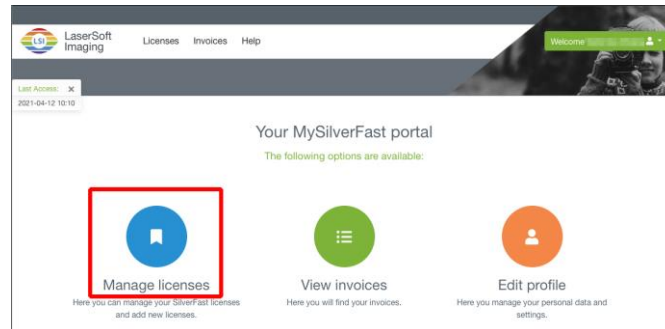 LSI
LaserSoft
Imaging
Licenses Invoices Help
Welcome
Last Access: x
2021-04-12 10:10
Your MySilverFast portal
The following options are available:
Manage licenses
Here you can manage your SilverFast licenses
and add new licenses.
View invoices
Here you will find your invoices.
Edit profile
Here you manage your personal data and
settings.